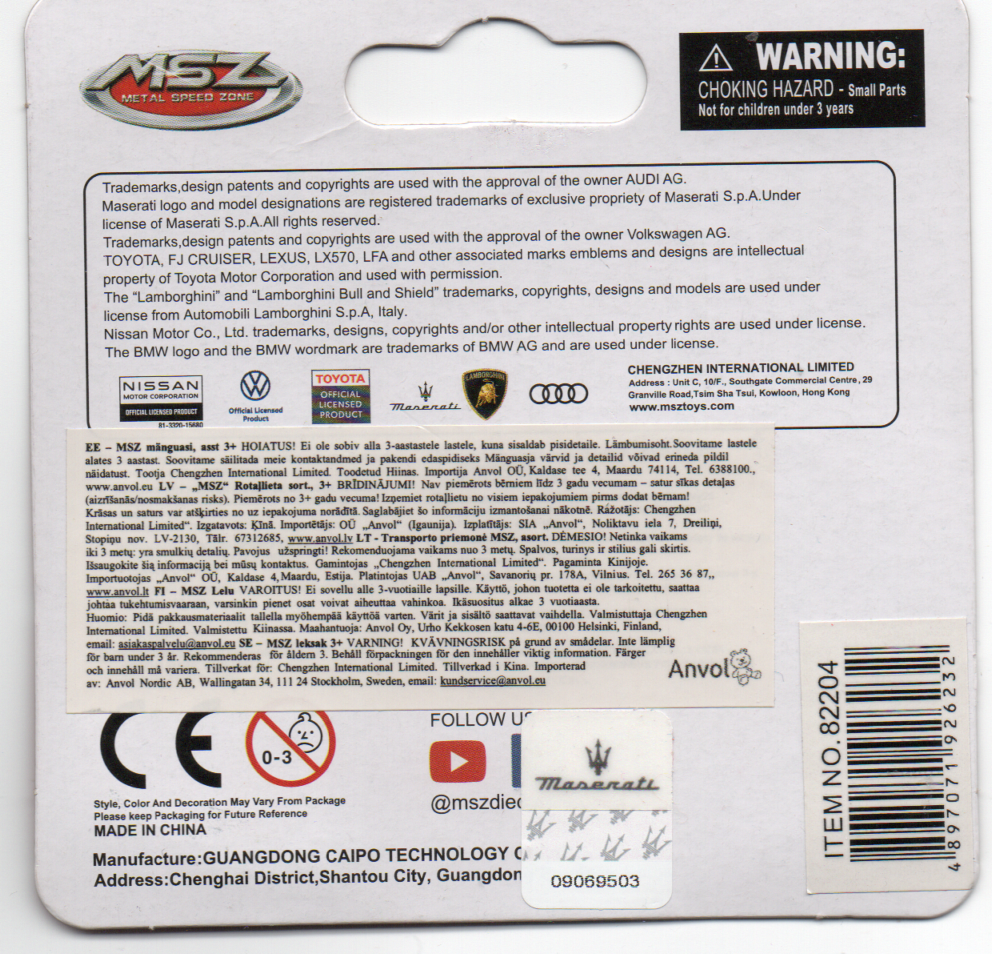 MSZ
METAL SPEED ZONE
WARNING:
CHOKING HAZARD - Small Parts
Not for children under 3 years
Trademarks,design patents and copyrights are used with the approval of the owner AUDI AG.
Maserati logo and model designations are registered trademarks of exclusive propriety of Maserati S.p.A.Under
license of Maserati S.p.A.All rights reserved.
Trademarks,design patents and copyrights are used with the approval of the owner Volkswagen AG.
TOYOTA, FJ CRUISER, LEXUS, LX570, LFA and other associated marks emblems and designs are intellectual
property of Toyota Motor Corporation and used with permission.
The “Lamborghini” and “Lamborghini Bull and Shield” trademarks, copyrights, designs and models are used under
license from Automobili Lamborghini S.p.A, Italy.
Nissan Motor Co., Ltd. trademarks, designs, copyrights and/or other intellectual property rights are used under license.
The BMW logo and the BMW wordmark are trademarks of BMW AG and are used under license.
NISSAN
MOTOR CORPORATION
OFFICIAL LICENSED PRODUCT
81-3320-15680
Official Licensed
Product
TOYOTA
OFFICIAL
LICENSED
PRODUCT
Maserati
LAMBORGHINI
CHENGZHEN INTERNATIONAL LIMITED
Address : Unit C, 10/F., Southgate Commercial Centre, 29
Granville Road,Tsim Sha Tsui, Kowloon, Hong Kong
www.msztoys.com
EE – MSZ mänguasi, asst 3+ HOIATUS! Ei ole sobiv alla 3-aastastele lastele, kuna sisaldab pisidetaile. Lämbumisoht.Soovitame lastele
alates 3 aastast. Soovitame säilitada meie kontaktandmed ja pakendi edaspidiseks Mänguasja värvid ja detailid võivad erineda pildil
näidatust. Tootja Chengzhen International Limited. Toodetud Hiinas. Importija Anvol OÜ, Kaldase tee 4, Maardu 74114, Tel. 6388100.,
www.anvol.eu LV – „MSZ“ Rotaļlieta sort., 3+ BRĪDINĀJUMI! Nav piemērots bērniem līdz 3 gadu vecumam – satur sīkas detaļas
(aizrīšanās/nosmakšanas risks). Piemērots no 3+ gadu vecuma! Izņemiet rotaļlietu no visiem iepakojumiem pirms dodat bērnam!
Krāsas un saturs var atšķirties no uz iepakojuma norādītā. Saglabājiet šo informāciju izmantošanai nākotnē. Ražotājs: Chengzhen
International Limited“. Izgatavots: Ķīnā. Importētājs: OÜ „Anvol“ (Igaunija). Izplatītājs: SIA „Anvol“, Noliktavu iela 7, Dreiliņi,
Stopiņu nov. LV-2130, Tālr. 67312685, www.anvol.lv LT - Transporto priemonė MSZ, asort. DĖMESIO! Netinka vaikams
iki 3 metų: yra smulkių detalių. Pavojus užspringti! Rekomenduojama vaikams nuo 3 metų. Spalvos, turinys ir stilius gali skirtis.
Išsaugokite šią informaciją bei mūsų kontaktus. Gamintojas „Chengzhen International Limited“. Pagaminta Kinijoje.
Importuotojas „Anvol“ OÜ, Kaldase 4,Maardu, Estija. Platintojas UAB „Anvol“, Savanorių pr. 178A, Vilnius. Tel. 265 36 87,,
www.anvol.lt FI – MSZ Lelu VAROITUS! Ei sovellu alle 3-vuotiaille lapsille. Käyttö, johon tuotetta ei ole tarkoitettu, saattaa
johtaa tukehtumisvaaraan, varsinkin pienet osat voivat aiheuttaa vahinkoa. Ikäsuositus alkae 3 vuotiaasta.
Huomio: Pidä pakkausmateriaalit tallella myöhempää käyttöä varten. Värit ja sisältö saattavat vaihdella. Valmistuttaja Chengzhen
International Limited. Valmistettu Kiinassa. Maahantuoja: Anvol Oy, Urho Kekkosen katu 4-6E, 00100 Helsinki, Finland,
email: asiakaspalvelu@anvol.eu SE – MSZ leksak 3+ VARNING! KVÄVNINGSRISK på grund av smådelar. Inte lämplig
för barn under 3 år. Rekommenderas för åldern 3. Behåll förpackningen för den innehåller viktig information. Färger
och innehåll må variera. Tillverkat för: Chengzhen International Limited. Tillverkad i Kina. Importerad
av: Anvol Nordic AB, Wallingatan 34, 111 24 Stockholm, Sweden, email: kundservice@anvol.eu
Anvol
CE
0-3
Style, Color And Decoration May Vary From Package
Please keep Packaging for Future Reference
MADE IN CHINA
Manufacture:GUANGDONG CAIPO TECHNOLOGY
Address:Chenghai District,Shantou City, Guangdon
FOLLOW US
@mszdiec
Maserati
09069503
ITEM NO. 82204
4 897071 926232